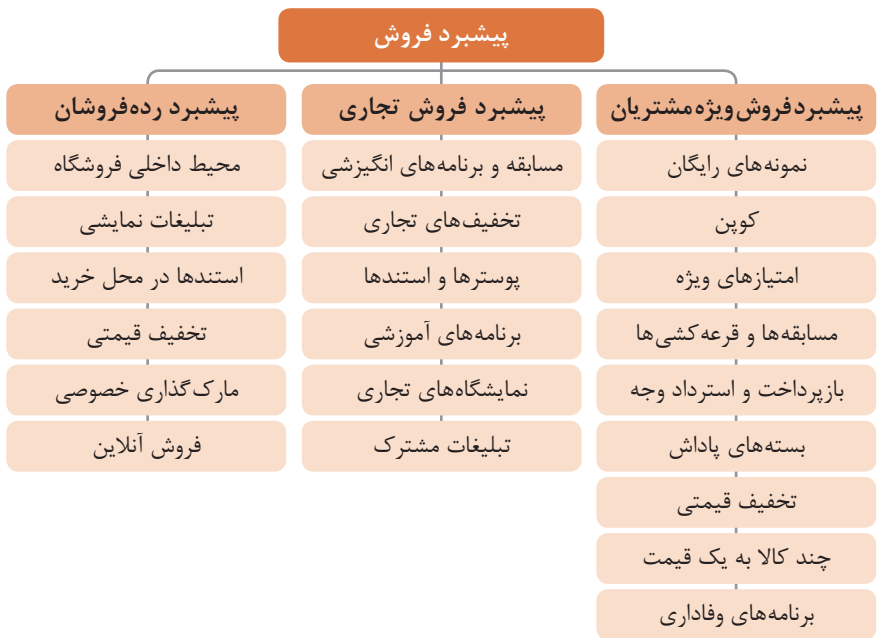 پیشبرد فروش
پیشبردفروش‌ویژه‌مشتریان
نمونه‌های رایگان
کوپن
امتیازهای ویژه
مسابقه‌ها و قرعه‌کشی‌ها
بازپرداخت و استرداد وجه
بسته‌های پاداش
تخفیف قیمتی
چند کالا به یک قیمت
برنامه‌های وفاداری
پیشبرد فروش تجاری
مسابقه و برنامه‌های انگیزشی
تخفیف‌های تجاری
پوسترها و استندها
برنامه‌های آموزشی
نمایشگاه‌های تجاری
تبلیغات مشترک
پیشبرد رده‌فروشان
محیط داخلی فروشگاه
تبلیغات نمایشی
استندها در محل خرید
تخفیف قیمتی
مارک‌گذاری خصوصی
فروش آنلاین